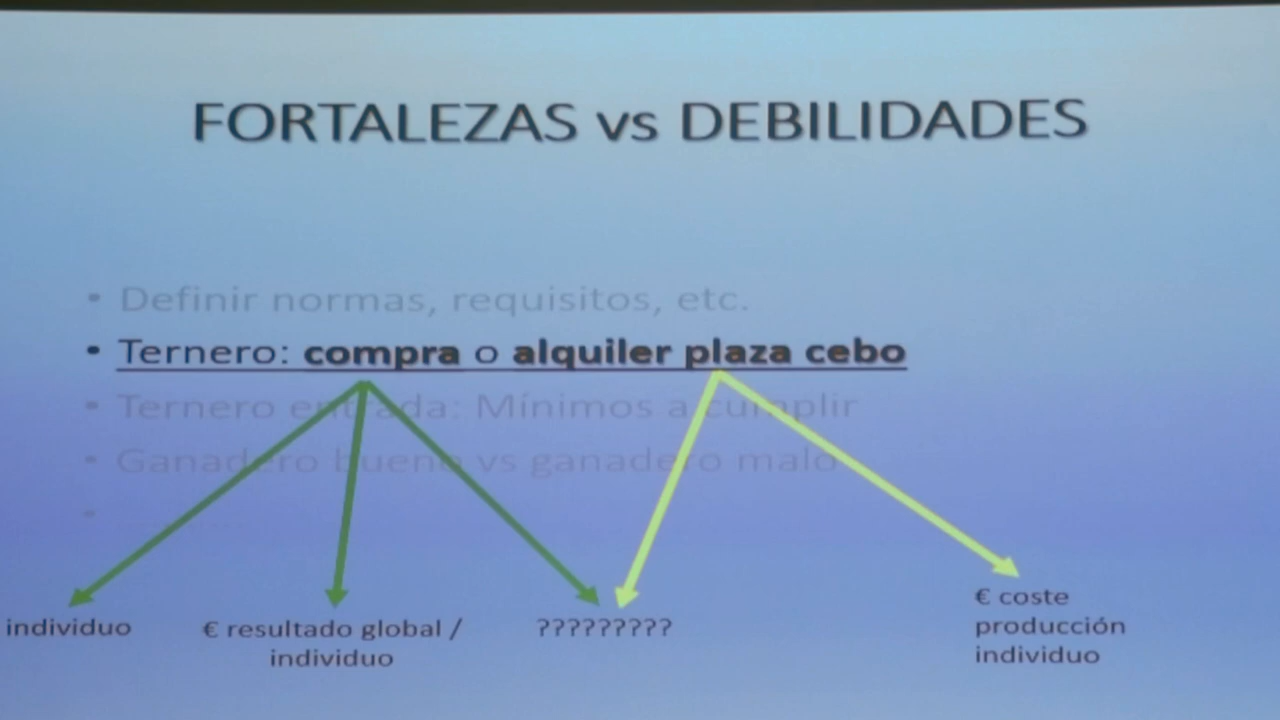 FORTALEZAS vs DEBILIDADES
• Definir normas, requisitos, etc.
• Ternero: compra o alquiler plaza cebo
• Ternero entrada: Mínimos a cumplir
• Ganadero bueno vs ganadero malo
•
individuo
€ resultado global /
individuo
?????????
€ coste
producción
individuo